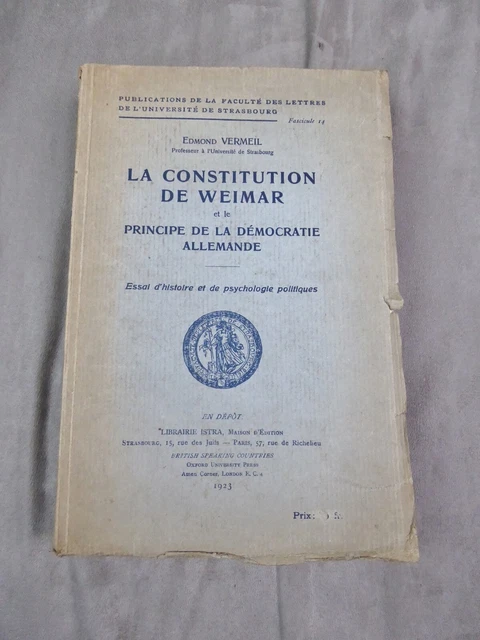 PUBLICATIONS DE LA FACULTÉ DES LETTRES
DE L'UNIVERSITÉ DE STRASBOURG
Fascicule 14
EDMOND VERMEIL
Professeur à l'Université de Strasbourg
LA CONSTITUTION
DE WEIMAR
et le
PRINCIPE DE LA DÉMOCRATIE
ALLEMANDE
Essai d'histoire et de psychologie politiques
EN DÉPÔT
LIBRAIRIE ISTRA, MAISON D'ÉDITION
STRASBOURG, 15, rue des Juifs — PARIS, 57, rue de Richelieu
BRITISH SPEAKING COUNTRIES
OXFORD UNIVERSITY PRESS
AMEN CORNER, LONDON E. C. 4
1923
Prix: fr.